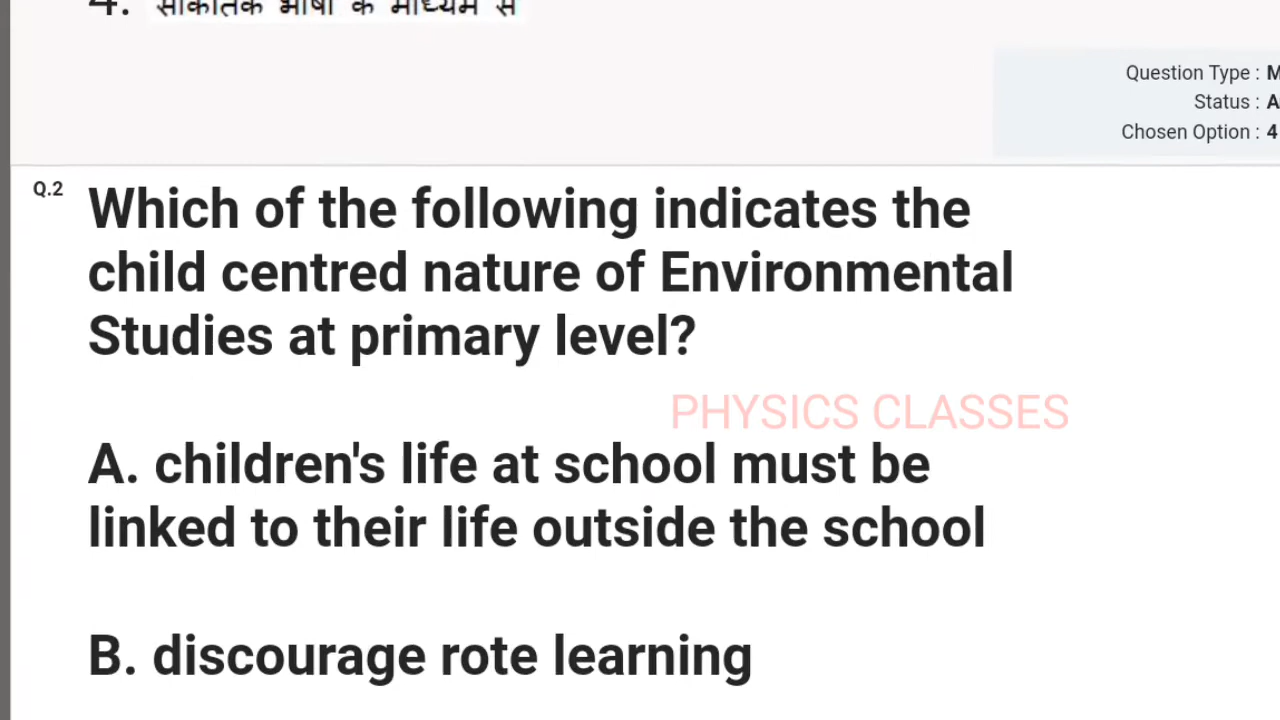 4. सांकेतिक भाषा के माध्यम से
Question Type :
Status :
Chosen Option : 4
Q.2 Which of the following indicates the
child centred nature of Environmental
Studies at primary level?
PHYSICS CLASSES
A. children's life at school must be
linked to their life outside the school
B. discourage rote learning